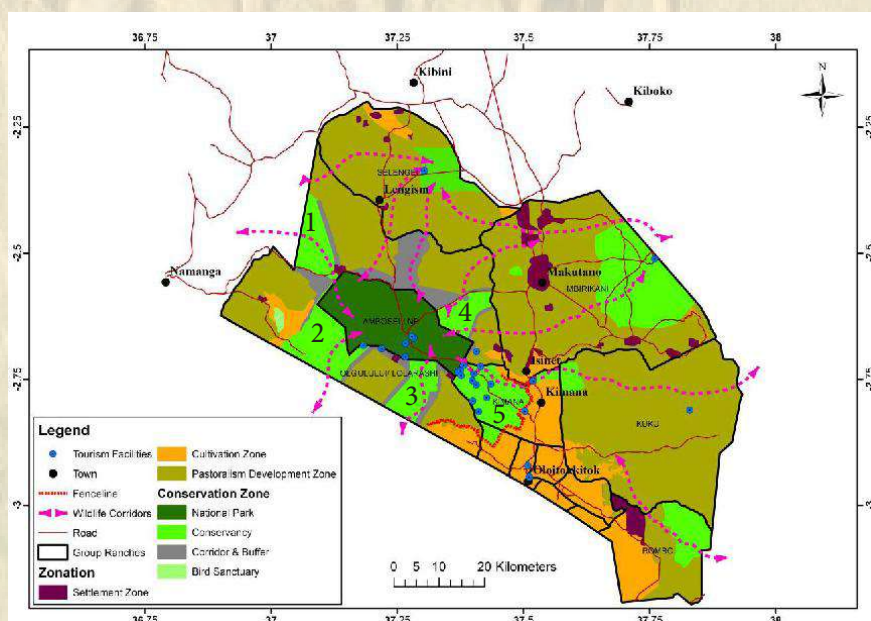 36.75 37 37.25 37.5 37.75 38
N
Kibini
Kiboko
-2.25 -2.25
SELENGEI
Lengism
1
-2.5 -2.5
Namanga
Makutano
MBIRIKANI
4
2
-2.75 -2.75
3
Isinet
KIMANA
5
Kimana
KUKU
Oloitokitok
-3 -3
ROMBO
0 5 10 20 Kilometers
Legend
Tourism Facilities
Town
Fenceline
Wildlife Corridors
Road
Group Ranches
Zonation
Settlement Zone
Cultivation Zone
Pastoralism Development Zone
Conservation Zone
National Park
Conservancy
Corridor & Buffer
Bird Sanctuary
36.75 37 37.25 37.5 37.75 38